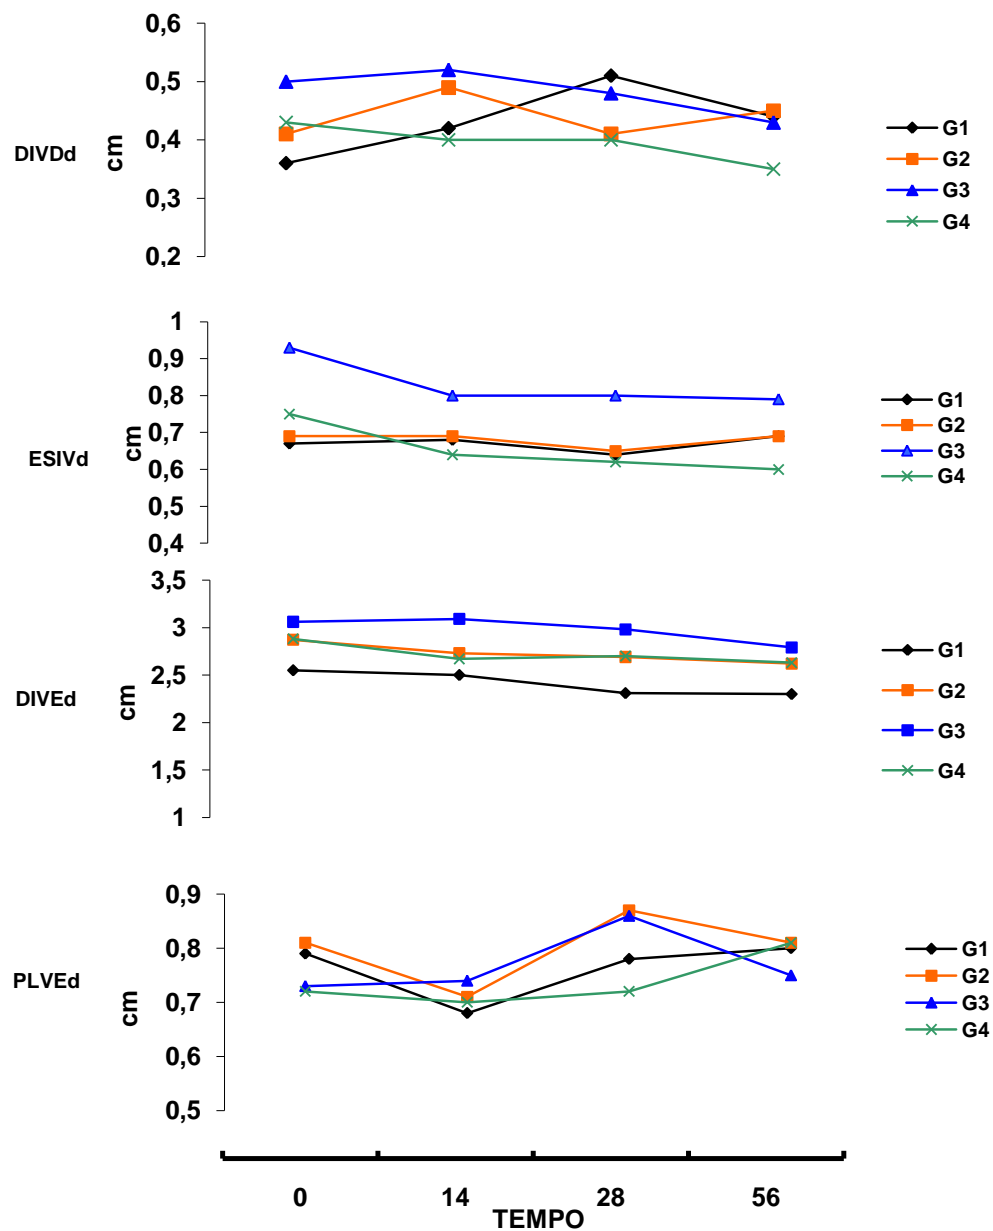 0,6
0,5
0,4
0,3
0,2
DIVDd
cm
G1
G2
G3
G4
1
0,9
0,8
0,7
0,6
0,5
0,4
ESIVd
cm
G1
G2
G3
G4
3,5
3
2,5
2
1,5
1
DIVEd
cm
G1
G2
G3
G4
0,9
0,8
0,7
0,6
0,5
PLVEd
cm
G1
G2
G3
G4
0 14 28 56
TEMPO